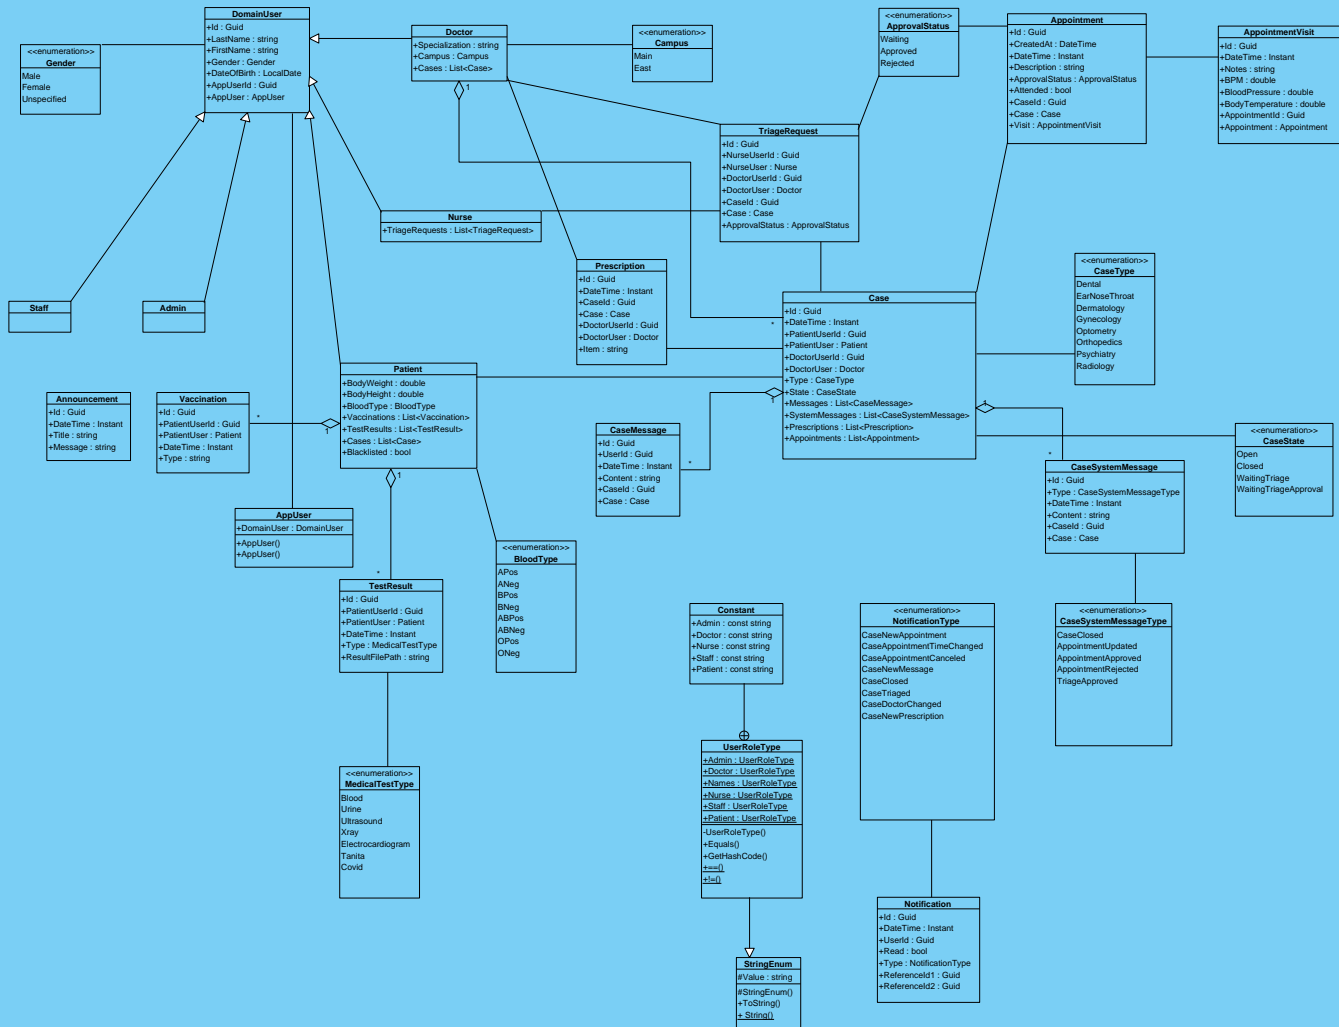 DomainUser
+Id : Guid
+LastName : string
+FirstName : string
+Gender : Gender
+DateOfBirth : LocalDate
+AppUserId : Guid
+AppUser : AppUser
<<enumeration>>
Gender
Male
Female
Unspecified
Doctor
+Specialization : string
+Campus : Campus
+Cases : List<Case>
1
<<enumeration>>
Campus
Main
East
<<enumeration>>
ApprovalStatus
Waiting
Approved
Rejected
Appointment
+Id : Guid
+CreatedAt : DateTime
+DateTime : Instant
+Description : string
+ApprovalStatus : ApprovalStatus
+Attended : bool
+CaseId : Guid
+Case : Case
+Visit : AppointmentVisit
AppointmentVisit
+Id : Guid
+DateTime : Instant
+Notes : string
+BPM : double
+BloodPressure : double
+BodyTemperature : double
+AppointmentId : Guid
+Appointment : Appointment
TriageRequest
+Id : Guid
+NurseUserId : Guid
+NurseUser : Nurse
+DoctorUserId : Guid
+DoctorUser : Doctor
+CaseId : Guid
+Case : Case
+ApprovalStatus : ApprovalStatus
Nurse
+TriageRequests : List<TriageRequest>
Prescription
+Id : Guid
+DateTime : Instant
+CaseId : Guid
+Case : Case
+DoctorUserId : Guid
+DoctorUser : Doctor
+Item : string
<<enumeration>>
CaseType
Dental
EarNoseThroat
Dermatology
Gynecology
Optometry
Orthopedics
Psychiatry
Radiology
Staff
Admin
Case
+Id : Guid
+DateTime : Instant
+PatientUserId : Guid
+PatientUser : Patient
+DoctorUserId : Guid
+DoctorUser : Doctor
+Type : CaseType
+State : CaseState
+Messages : List<CaseMessage>
+SystemMessages : List<CaseSystemMessage>
+Prescriptions : List<Prescription>
+Appointments : List<Appointment>
*
1
1
Patient
+BodyWeight : double
+BodyHeight : double
+BloodType : BloodType
+Vaccinations : List<Vaccination>
+TestResults : List<TestResult>
+Cases : List<Case>
+Blacklisted : bool
1
1
Announcement
+Id : Guid
+DateTime : Instant
+Title : string
+Message : string
Vaccination
+Id : Guid
+PatientUserId : Guid
+PatientUser : Patient
+DateTime : Instant
+Type : string
*
CaseMessage
+Id : Guid
+UserId : Guid
+DateTime : Instant
+Content : string
+CaseId : Guid
+Case : Case
*
<<enumeration>>
CaseState
Open
Closed
WaitingTriage
WaitingTriageApproval
*
CaseSystemMessage
+Id : Guid
+Type : CaseSystemMessageType
+DateTime : Instant
+Content : string
+CaseId : Guid
+Case : Case
AppUser
+DomainUser : DomainUser
+AppUser()
+AppUser()
<<enumeration>>
BloodType
APos
ANeg
BPos
BNeg
ABPos
ABNeg
OPos
ONeg
*
TestResult
+Id : Guid
+PatientUserId : Guid
+PatientUser : Patient
+DateTime : Instant
+Type : MedicalTestType
+ResultFilePath : string
Constant
+Admin : const string
+Doctor : const string
+Nurse : const string
+Staff : const string
+Patient : const string
<<enumeration>>
NotificationType
CaseNewAppointment
CaseAppointmentTimeChanged
CaseAppointmentCanceled
CaseNewMessage
CaseClosed
CaseTriaged
CaseDoctorChanged
CaseNewPrescription
<<enumeration>>
CaseSystemMessageType
CaseClosed
AppointmentUpdated
AppointmentApproved
AppointmentRejected
TriageApproved
<<enumeration>>
MedicalTestType
Blood
Urine
Ultrasound
Xray
Electrocardiogram
Tanita
Covid
UserRoleType
+Admin : UserRoleType
+Doctor : UserRoleType
+Names : UserRoleType
+Nurse : UserRoleType
+Staff : UserRoleType
+Patient : UserRoleType
-UserRoleType()
+Equals()
+GetHashCode()
+==()
+!=()
Notification
+Id : Guid
+DateTime : Instant
+UserId : Guid
+Read : bool
+Type : NotificationType
+ReferenceId1 : Guid
+ReferenceId2 : Guid
StringEnum
#Value : string
#StringEnum()
+ToString()
+ String()